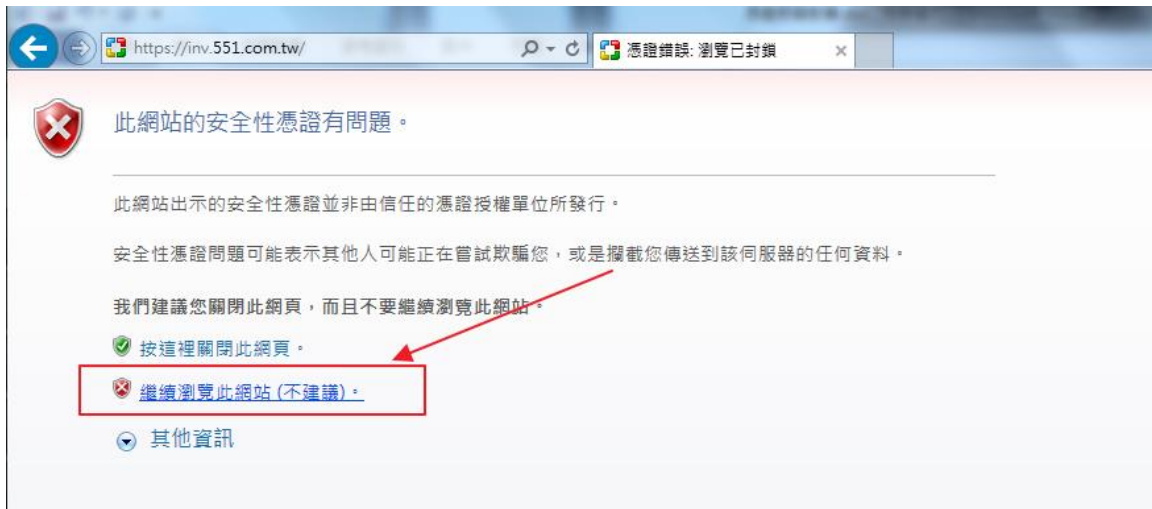 https://inv.551.com.tw/
憑證錯誤: 瀏覽已封鎖
此網站的安全性憑證有問題。
此網站出示的安全性憑證並非由信任的憑證授權單位所發行。
安全性憑證問題可能表示其他人可能正在嘗試欺騙您，或是攔截您傳送到該伺服器的任何資料。
我們建議您關閉此網頁，而且不要繼續瀏覽此網站。
按這裡關閉此網頁。
繼續瀏覽此網站 (不建議)。
其他資訊